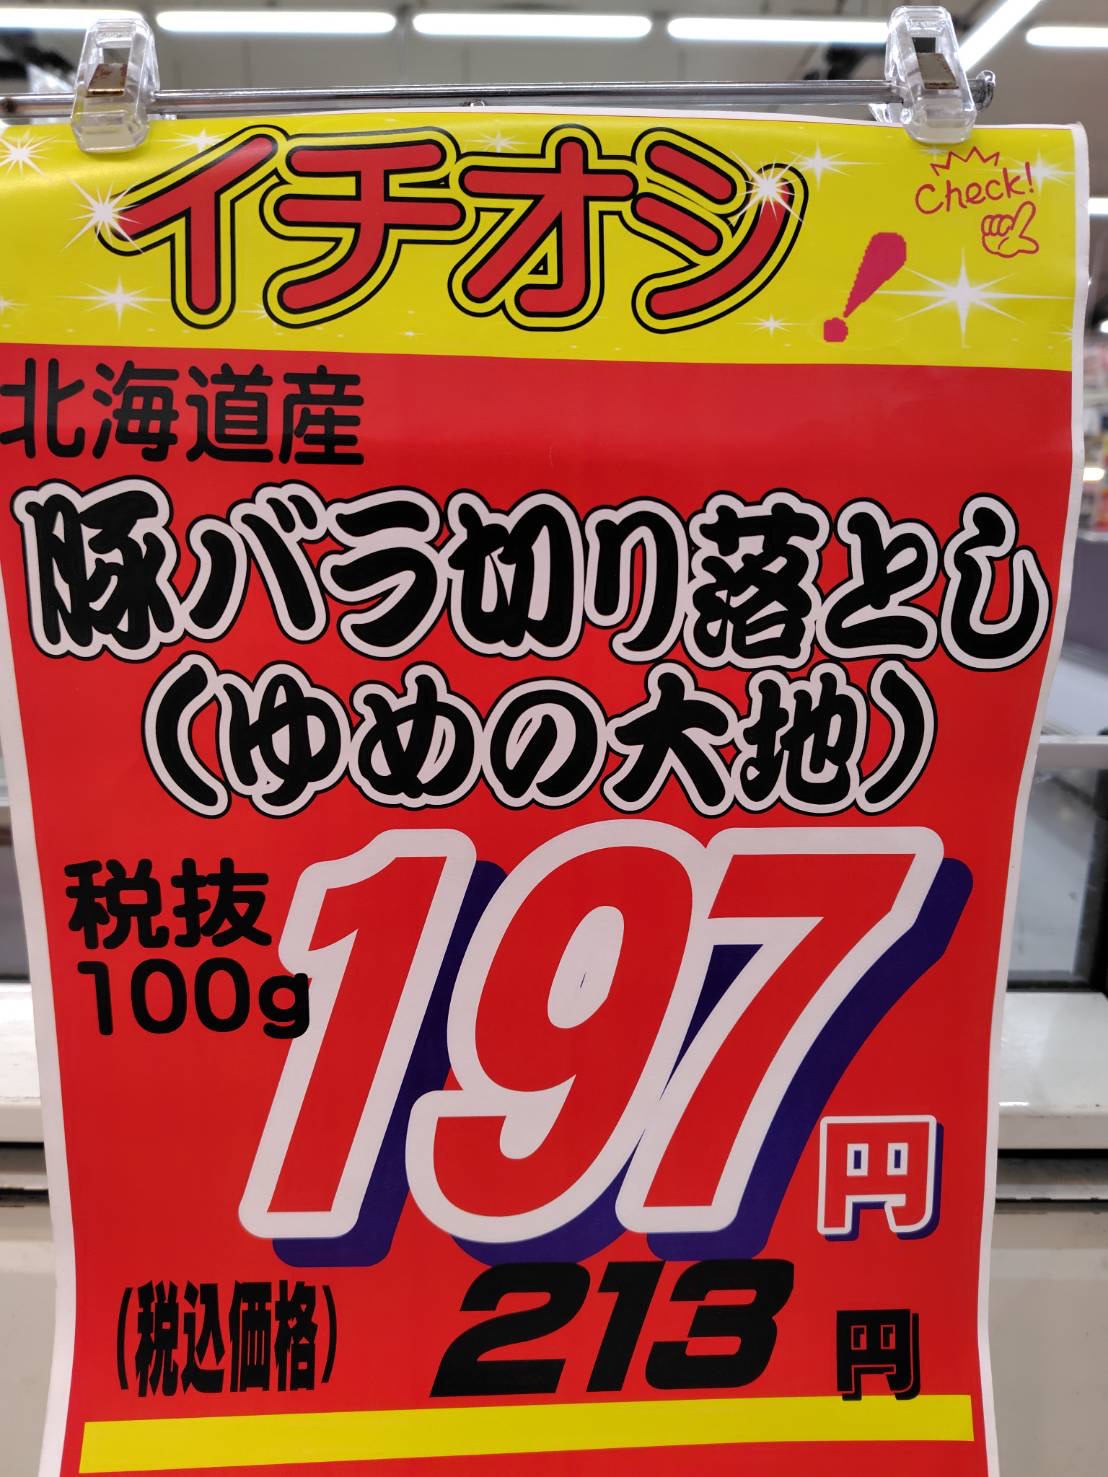 イチオシ！
Check!
北海道産
豚バラ切り落とし
(ゆめの大地)
税抜
100g
197円
(税込価格) 213円